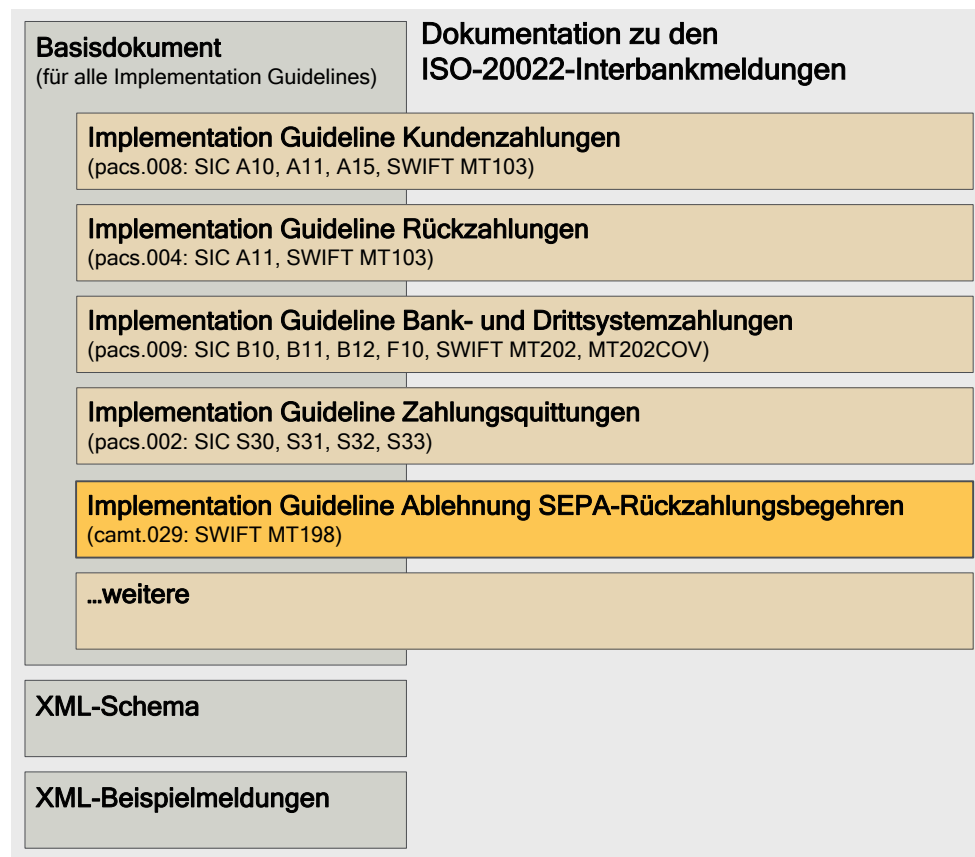 Basisdokument
(für alle Implementation Guidelines)
Dokumentation zu den
ISO-20022-Interbankmeldungen
Implementation Guideline Kundenzahlungen
(pacs.008: SIC A10, A11, A15, SWIFT MT103)
Implementation Guideline Rückzahlungen
(pacs.004: SIC A11, SWIFT MT103)
Implementation Guideline Bank- und Drittsystemzahlungen
(pacs.009: SIC B10, B11, B12, F10, SWIFT MT202, MT202COV)
Implementation Guideline Zahlungsquittungen
(pacs.002: SIC S30, S31, S32, S33)
Implementation Guideline Ablehnung SEPA-Rückzahlungsbegehren
(camt.029: SWIFT MT198)
...weitere
XML-Schema
XML-Beispielmeldungen